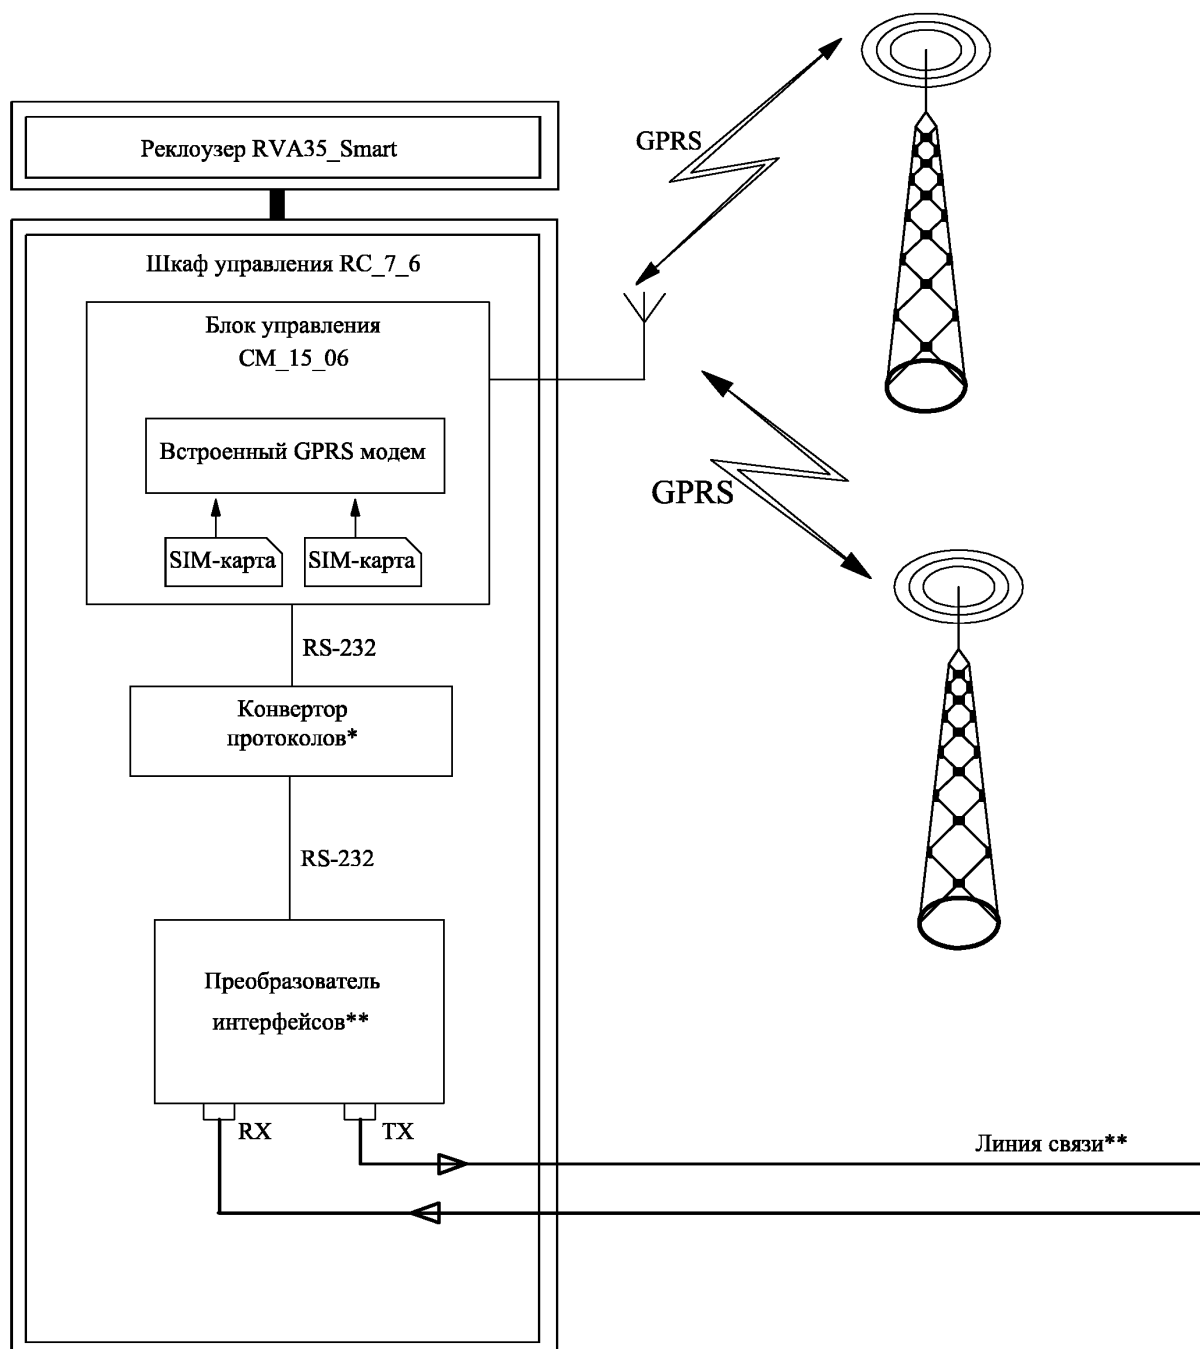 GPRS
Реклоузер RVA35_Smart
Шкаф управления RC_7_6
Блок управления
CM_15_06
Встроенный GPRS модем
SIM-карта
SIM-карта
GPRS
RS-232
Конвертор
протоколов*
RS-232
Преобразователь
интерфейсов**
RX
TX
Линия связи**